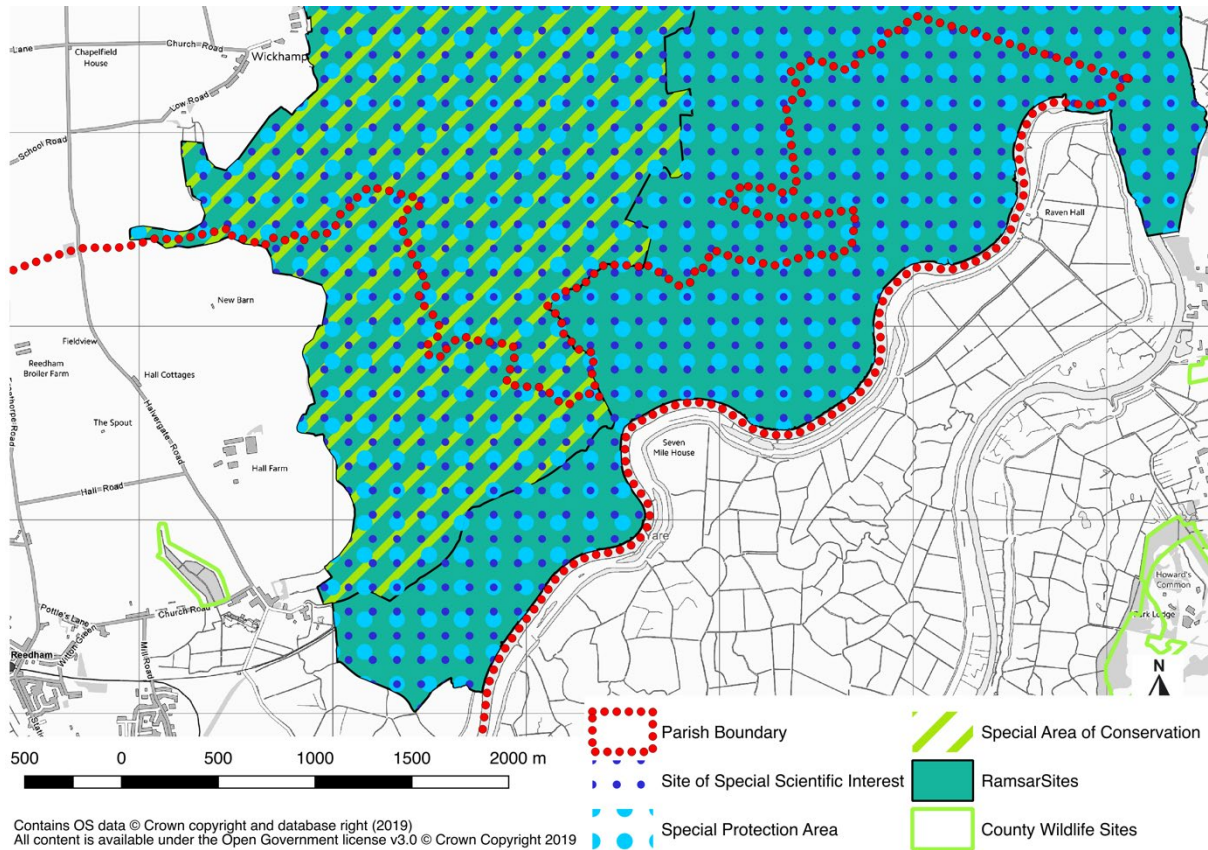 Lane
Church Road
Chapelfield
House
Wickhamp
Low Road
School Road
New Barn
Fieldview
Reedham
Broiler Farm
Hall Cottages
Halvergate Road
The Spout
Hall Farm
Hall Road
Church Road
Pottle's Lane
Witton Green
Mill Road
Reedham
Raven Hall
Seven
Mile House
Yare
Howard's
Common
N
500 0 500 1000 1500 2000 m
Parish Boundary
Site of Special Scientific Interest
Special Protection Area
Special Area of Conservation
RamsarSites
County Wildlife Sites
Contains OS data © Crown copyright and database right (2019)
All content is available under the Open Government license v3.0 © Crown Copyright 2019